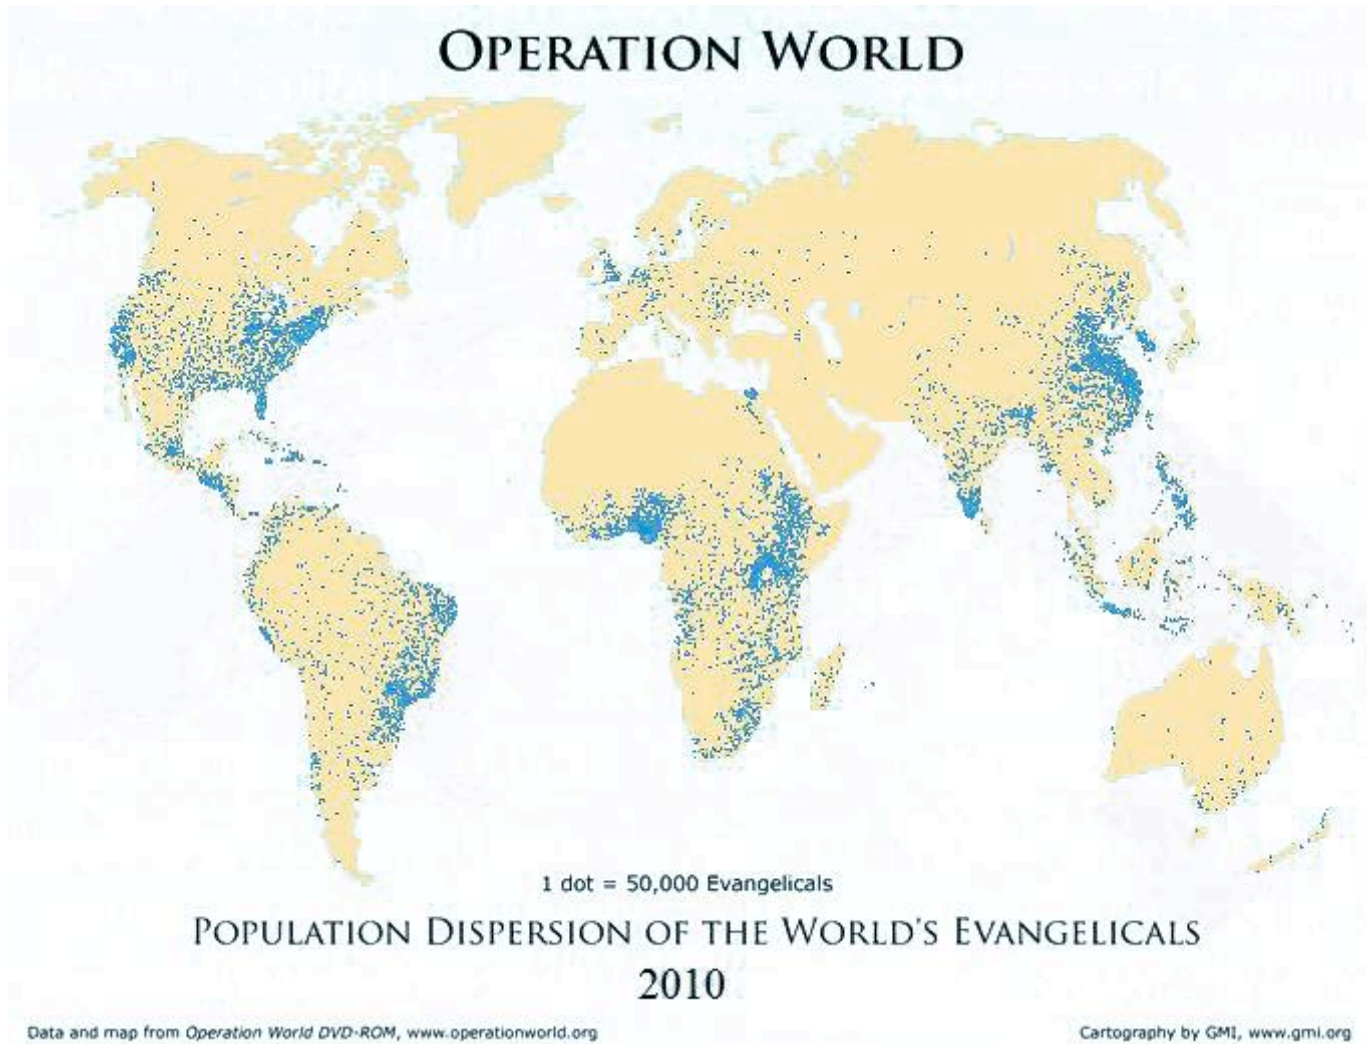 OPERATION WORLD
1 dot = 50,000 Evangelicals
POPULATION DISPERSION OF THE WORLD'S EVANGELICALS
2010
Data and map from Operation World DVD-ROM, www.operationworld.org
Cartography by GMI, www.gmi.org